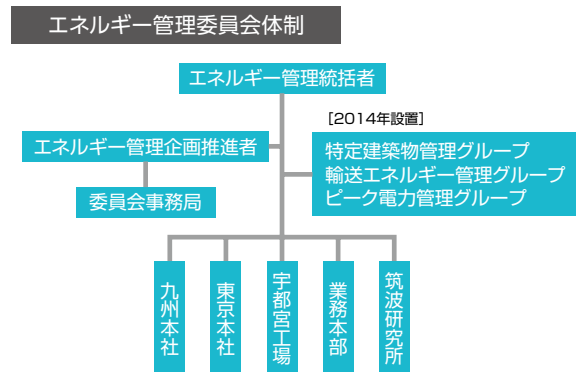 エネルギー管理委員会体制
エネルギー管理統括者
[2014年設置]
エネルギー管理企画推進者
特定建築物管理グループ
輸送エネルギー管理グループ
ピーク電力管理グループ
委員会事務局
九州本社
東京本社
宇都宮工場
業務本部
筑波研究所